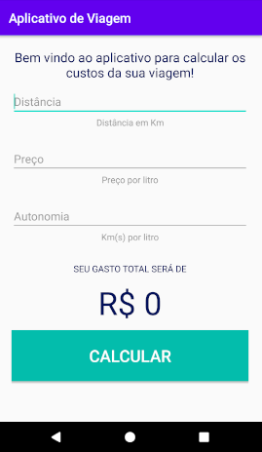 Aplicativo de Viagem
Bem vindo ao aplicativo para calcular os
custos da sua viagem!
Distância
Distância em Km
Preço
Preço por litro
Autonomia
Km(s) por litro
SEU GASTO TOTAL SERÁ DE
R$ 0
CALCULAR